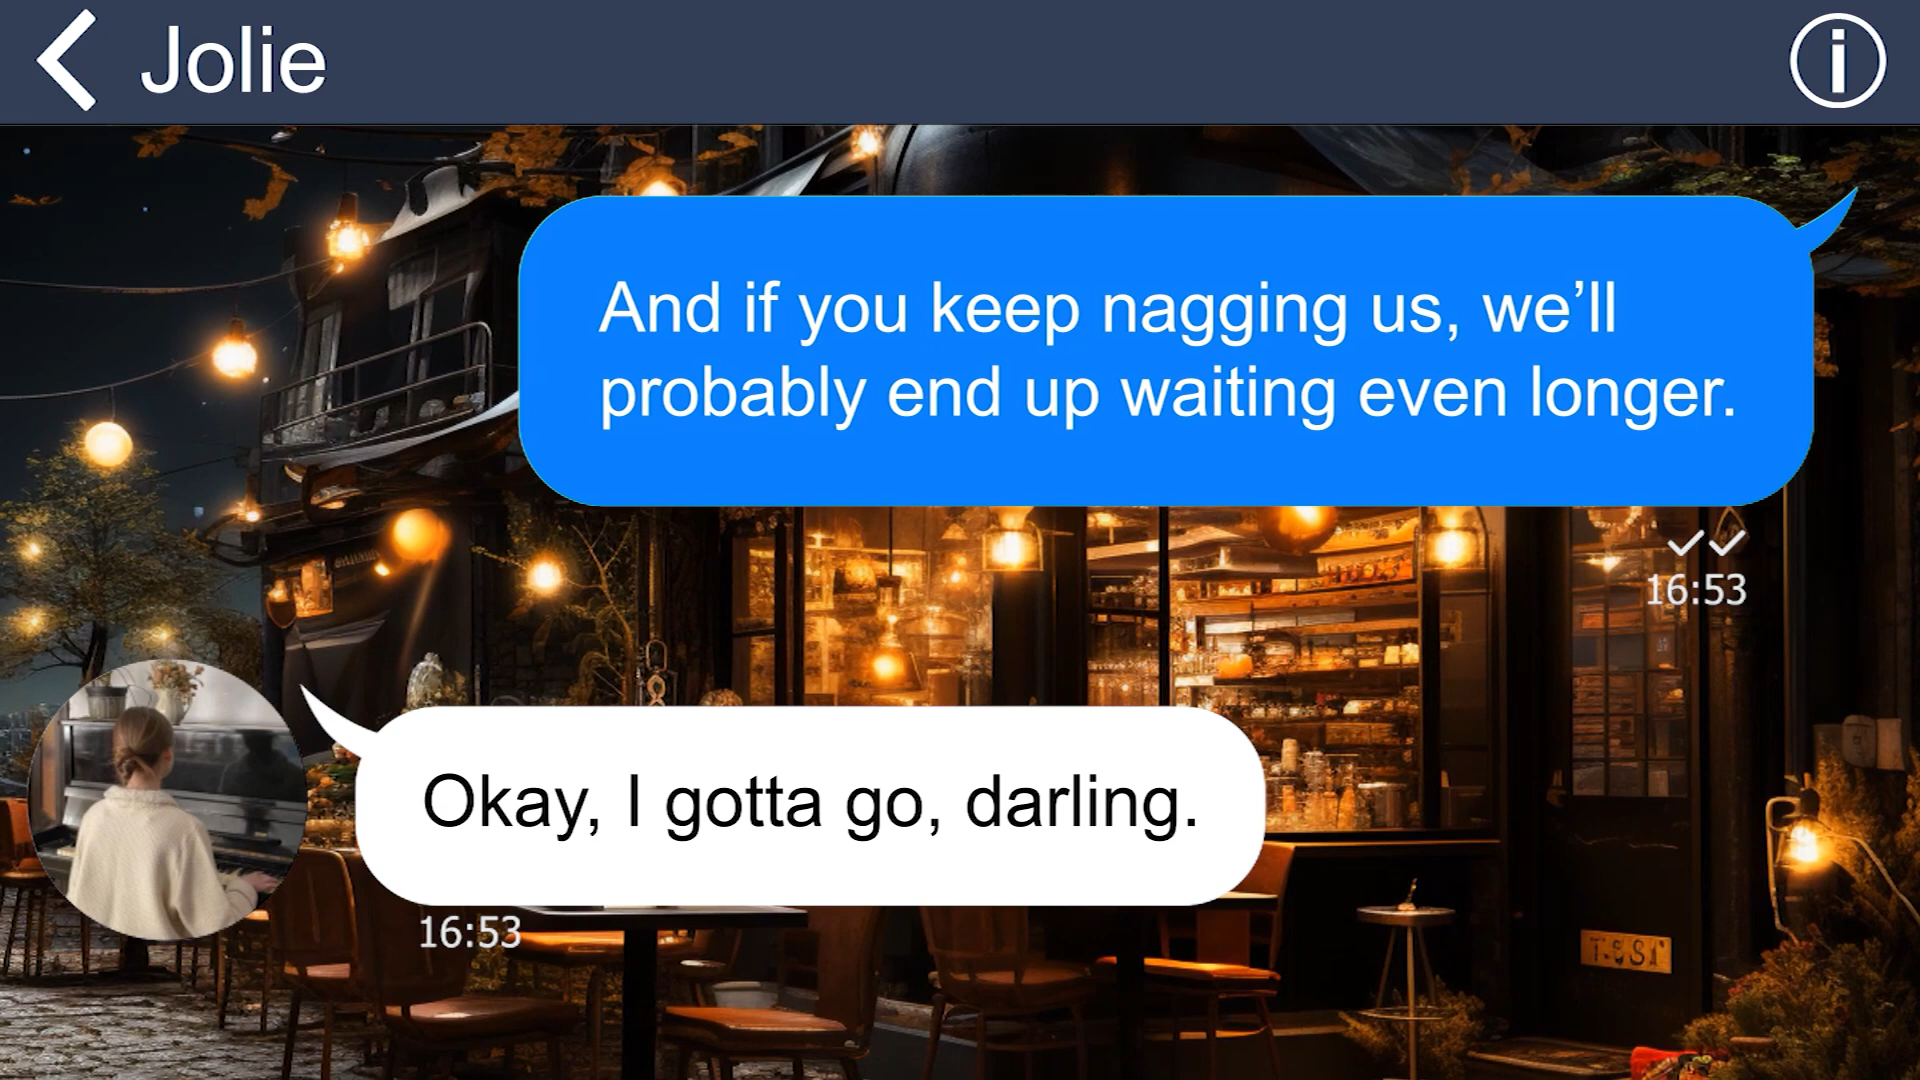 Jolie
And if you keep nagging us, we’ll
probably end up waiting even longer.
16:53
Okay, I gotta go, darling.
16:53